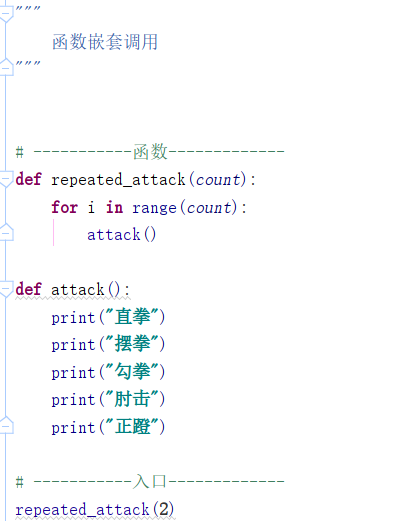 """
    函数嵌套调用
"""
# -----------函数-------------
def repeated_attack(count):
    for i in range(count):
        attack()
def attack():
    print("直拳")
    print("摆拳")
    print("勾拳")
    print("肘击")
    print("正蹬")
# -----------入口-------------
repeated_attack(2)